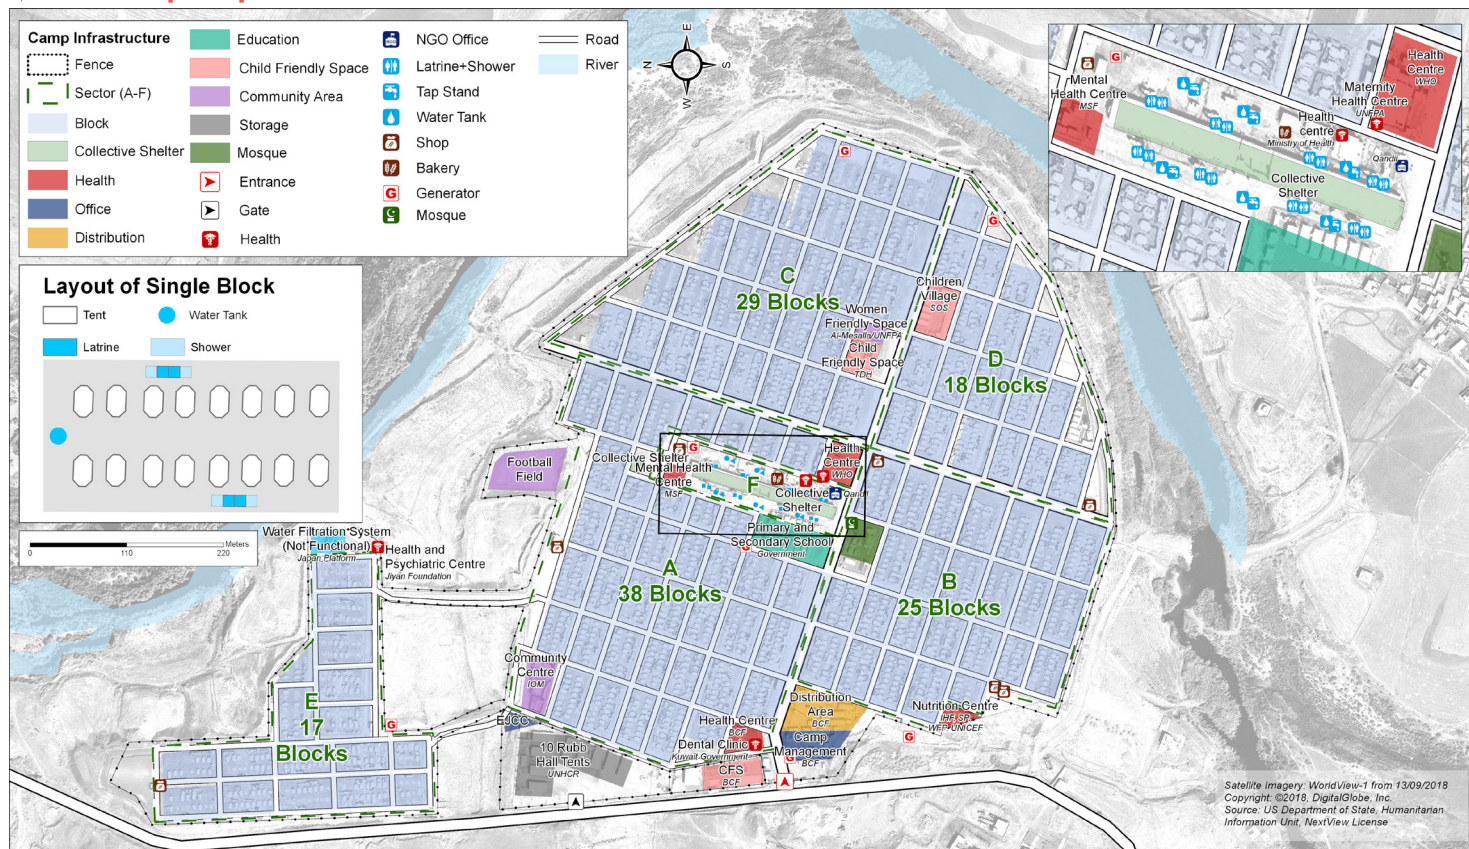 Camp Infrastructure
Fence
Sector (A-F)
Block
Collective Shelter
Health
Office
Distribution
Education
Child Friendly Space
Community Area
Storage
Mosque
Entrance
Gate
Health
NGO Office
Latrine+Shower
Tap Stand
Water Tank
Shop
Bakery
Generator
Mosque
Road
River
E
N
S
W
Layout of Single Block
Tent
Water Tank
Latrine
Shower
0
110
220
Meters
Mental
Health Centre
MSF
Health
Centre
WHO
Maternity
Health Centre
UNFPA
Health
centre
Ministry of Health
Qandil
Collective
Shelter
C
29 Blocks
Women
Friendly Space
Al-Mesalla/UNFPA
Child
Friendly Space
TDH
Children
Village
SOS
D
18 Blocks
Football
Field
Collective Shelter
Mental Health
Centre
MSF
F
Health
Centre
WHO
Qandil
Collective
Shelter
Primary and
Secondary School
Government
A
38 Blocks
B
25 Blocks
Water Filtration System
(Not Functional)
Japan Platform
Health and
Psychiatric Centre
Jiyan Foundation
E
17
Blocks
Community
Centre
IOM
EJCC
10 Rubb
Hall Tents
UNHCR
Health Centre
BCF
Dental Clinic
Kuwait Government
CFS
BCF
Distribution
Area
BCF
Camp
Management
BCF
Nutrition Centre
Satellite Imagery: WorldView-1 from 13/09/2018
Copyright: ©2018, DigitalGlobe, Inc.
Source: US Department of State, Humanitarian
Information Unit, NextView License